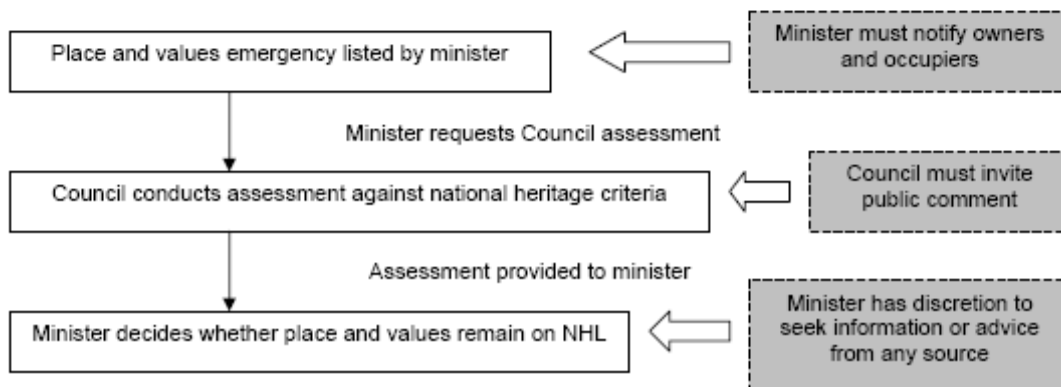 Place and values emergency listed by minister
Minister must notify owners
and occupiers
Minister requests Council assessment
Council conducts assessment against national heritage criteria
Council must invite
public comment
Assessment provided to minister
Minister decides whether place and values remain on NHL
Minister has discretion to
seek information or advice
from any source